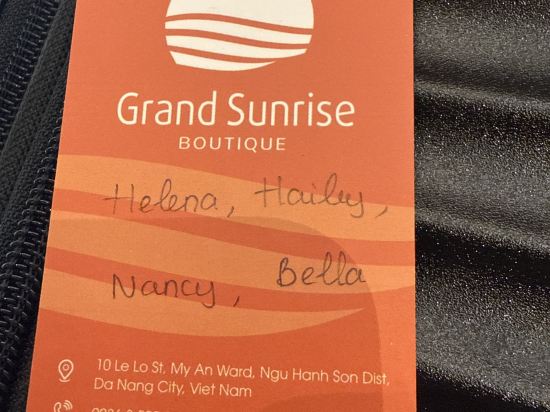 Grand Sunrise
BOUTIQUE
Helena, Hailey,
Nancy, Bella
10 Le Lo St, My An Ward, Ngu Hanh Son Dist,
Da Nang City, Viet Nam